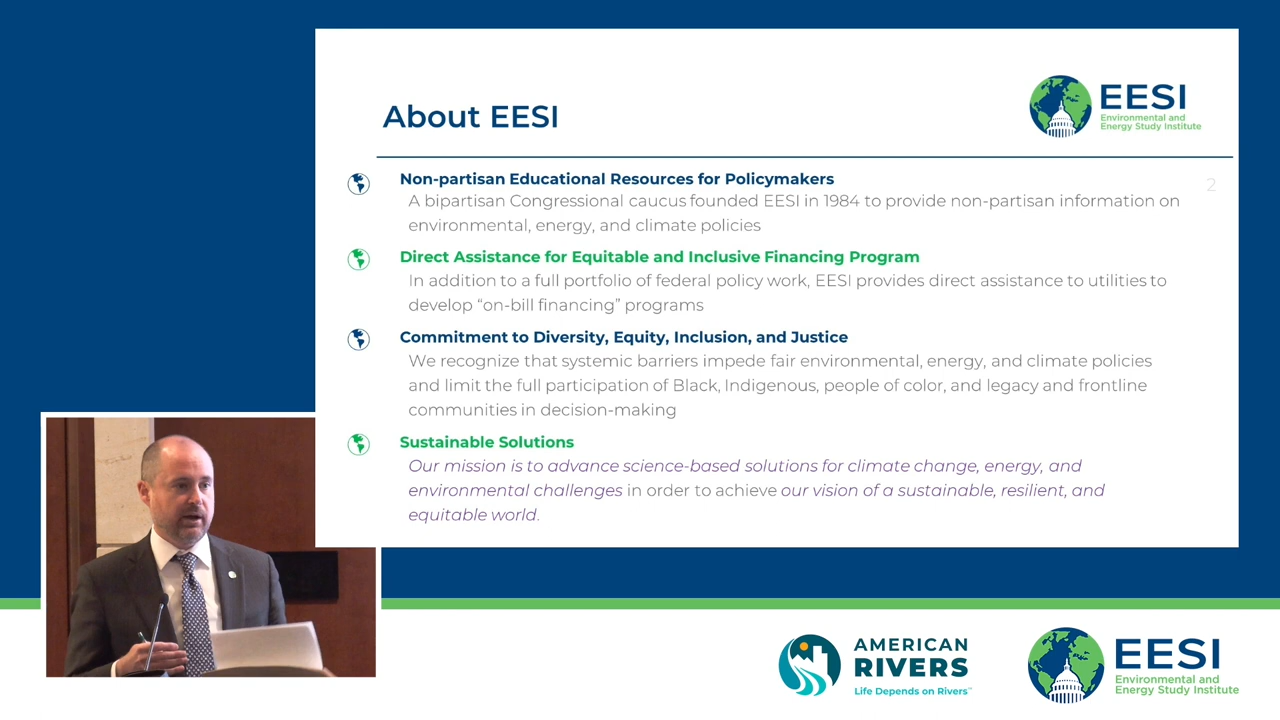 About EESI
EESI
Environmental and
Energy Study Institute
2
Non-partisan Educational Resources for Policymakers
A bipartisan Congressional caucus founded EESI in 1984 to provide non-partisan information on
environmental, energy, and climate policies
Direct Assistance for Equitable and Inclusive Financing Program
In addition to a full portfolio of federal policy work, EESI provides direct assistance to utilities to
develop “on-bill financing” programs
Commitment to Diversity, Equity, Inclusion, and Justice
We recognize that systemic barriers impede fair environmental, energy, and climate policies
and limit the full participation of Black, Indigenous, people of color, and legacy and frontline
communities in decision-making
Sustainable Solutions
Our mission is to advance science-based solutions for climate change, energy, and
environmental challenges in order to achieve our vision of a sustainable, resilient, and
equitable world.
AMERICAN
RIVERS
Life Depends on Rivers™
EESI
Environmental and
Energy Study Institute